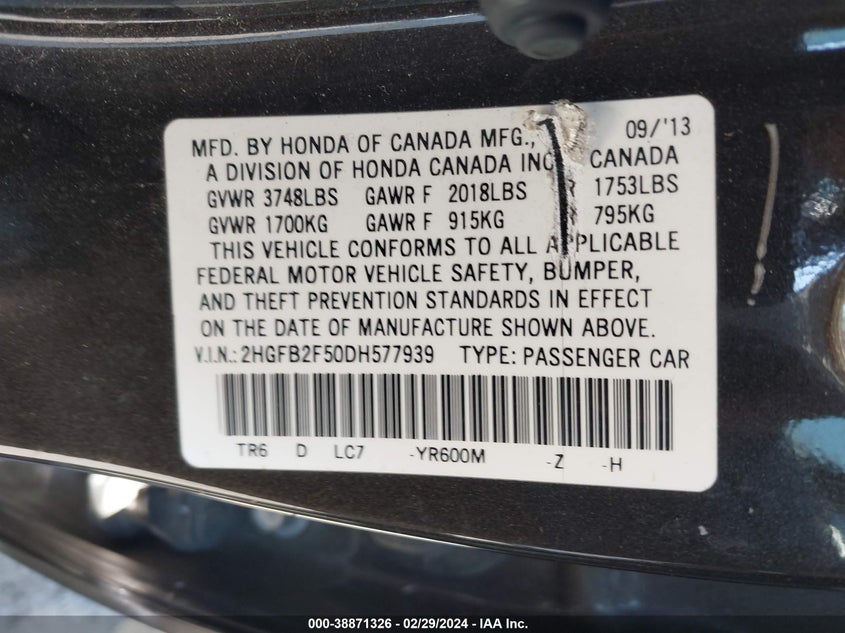 09/'13
MFD. BY HONDA OF CANADA MFG.,
A DIVISION OF HONDA CANADA INC CANADA
GVWR 3748LBS GAWR F 2018LBS R 1753LBS
GVWR 1700KG GAWR F 915KG 795KG
THIS VEHICLE CONFORMS TO ALL APPLICABLE
FEDERAL MOTOR VEHICLE SAFETY, BUMPER,
AND THEFT PREVENTION STANDARDS IN EFFECT
ON THE DATE OF MANUFACTURE SHOWN ABOVE.
V.I.N.: 2HGFB2F50DH577939 TYPE: PASSENGER CAR
TR6 D LC7 -YR600M -Z -H
000-38871326 - 02/29/2024 - IAA Inc.